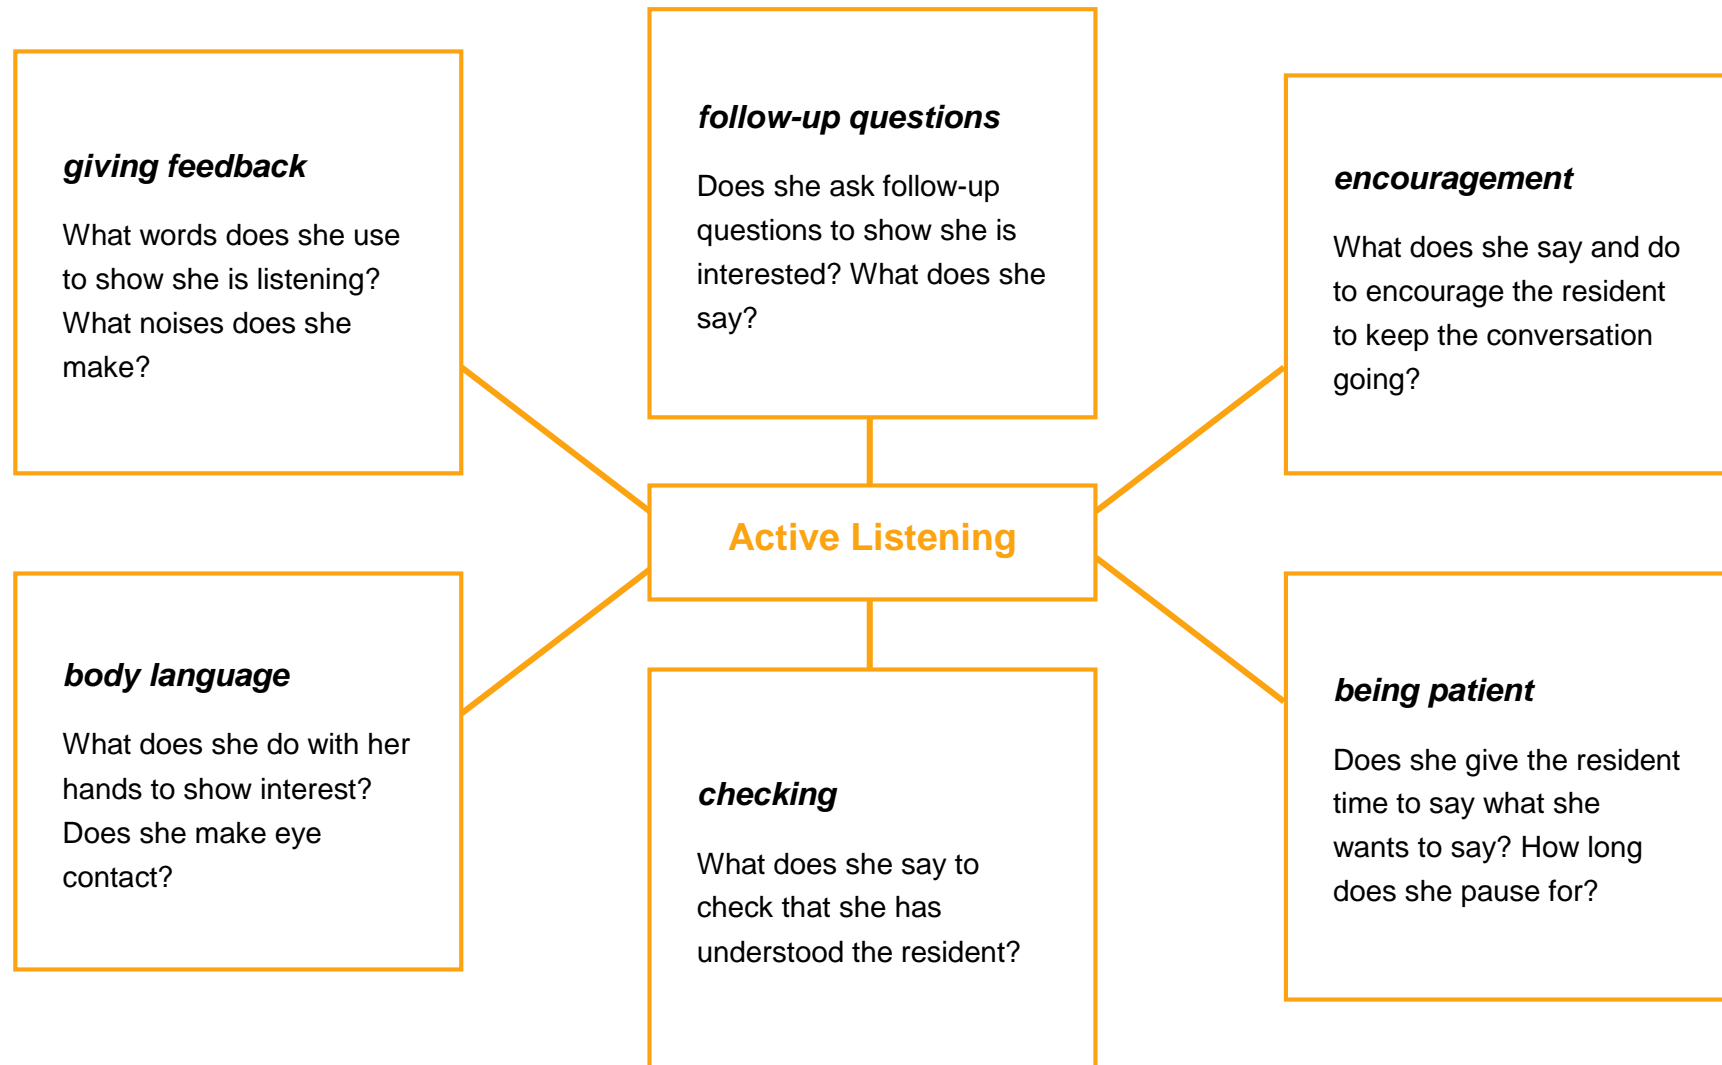 giving feedback
What words does she use
to show she is listening?
What noises does she
make?
follow-up questions
Does she ask follow-up
questions to show she is
interested? What does she
say?
encouragement
What does she say and do
to encourage the resident
to keep the conversation
going?
Active Listening
body language
What does she do with her
hands to show interest?
Does she make eye
contact?
checking
What does she say to
check that she has
understood the resident?
being patient
Does she give the resident
time to say what she
wants to say? How long
does she pause for?